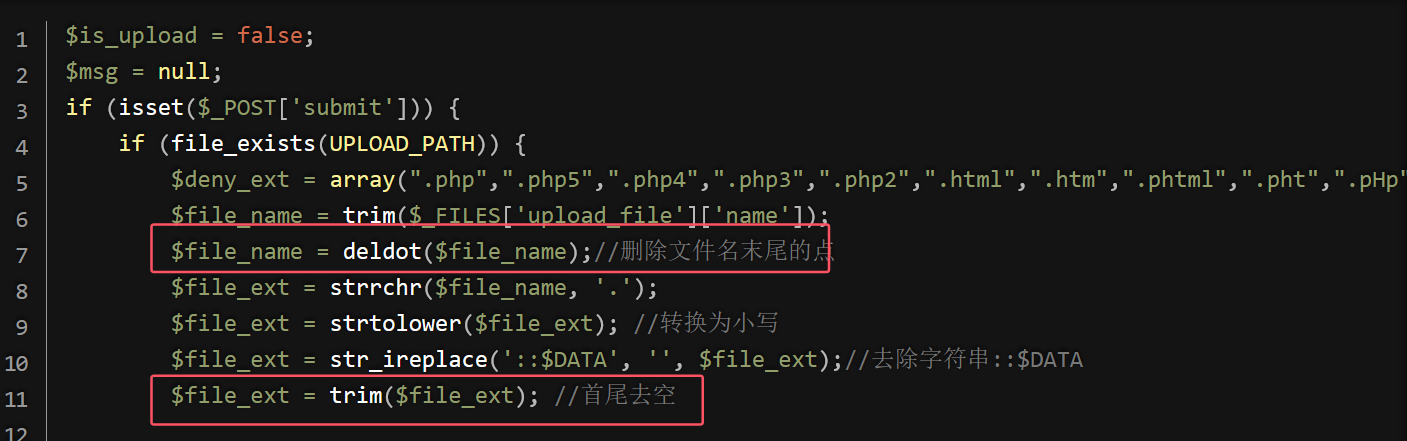 1 $is_upload = false;
2 $msg = null;
3 if (isset($_POST['submit'])) {
4 if (file_exists(UPLOAD_PATH)) {
5 $deny_ext = array(".php",".php5",".php4",".php3",".php2",".html",".htm",".phtml",".pht",".pHp"
6 $file_name = trim($_FILES['upload_file']['name']);
7 $file_name = deldot($file_name);//删除文件名末尾的点
8 $file_ext = strrchr($file_name, '.');
9 $file_ext = strtolower($file_ext); //转换为小写
10 $file_ext = str_ireplace('::$DATA', '', $file_ext);//去除字符串::$DATA
11 $file_ext = trim($file_ext); //首尾去空
12